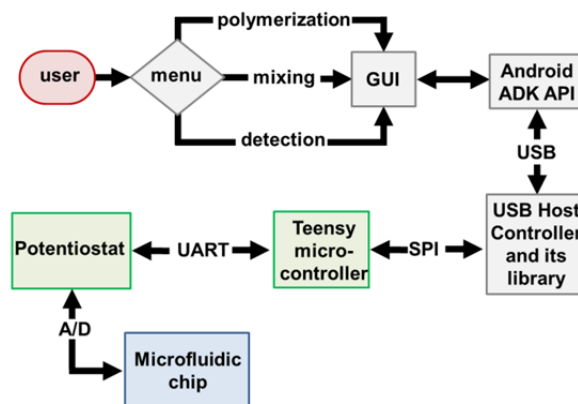 polymerization
user
menu
mixing
GUI
Android
ADK API
detection
USB
Potentiostat
UART
Teensy
micro-
controller
SPI
USB Host
Controller
and its
library
A/D
Microfluidic
chip